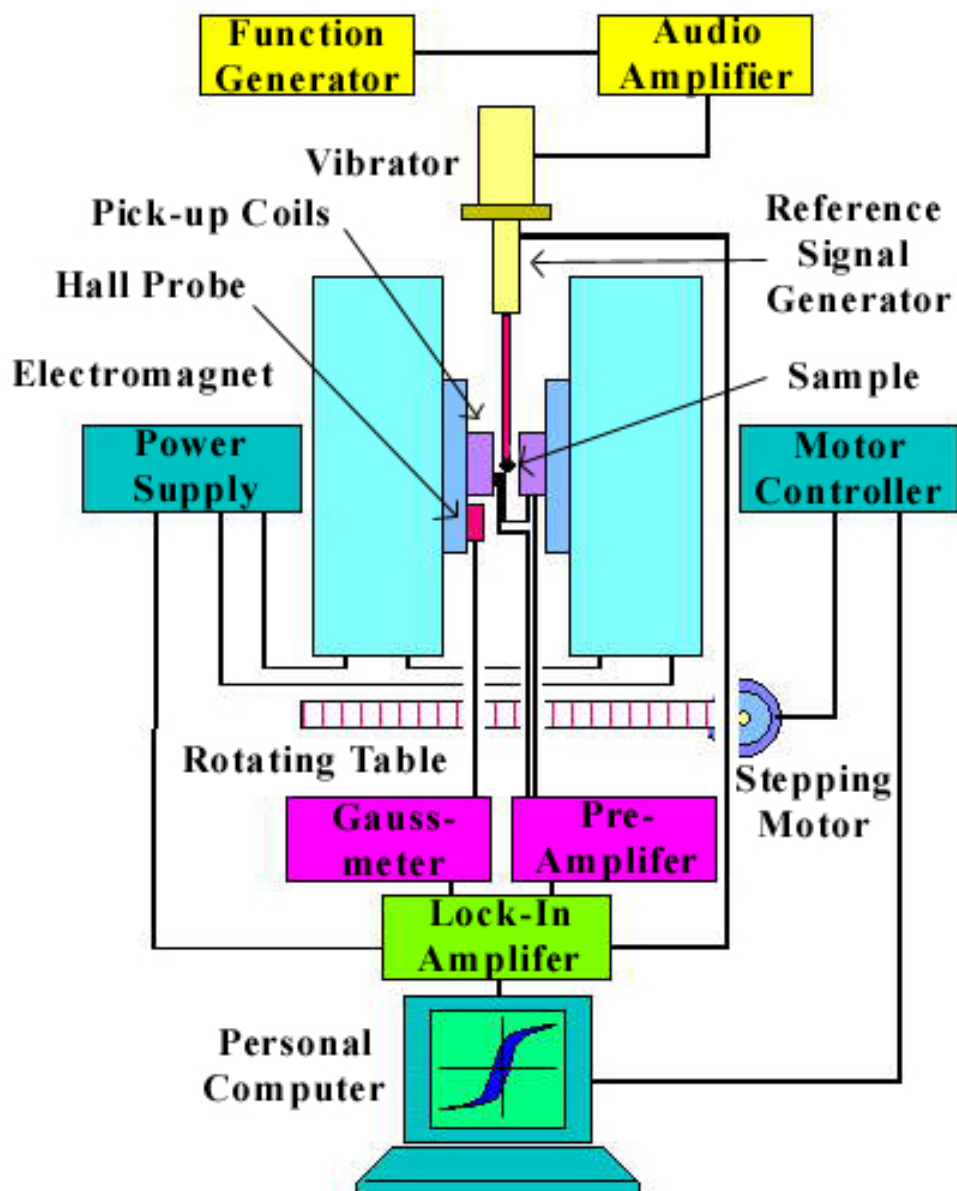 Function
Generator
Audio
Amplifier
Vibrator
Pick-up Coils
Reference
Signal
Generator
Hall Probe
Electromagnet
Sample
Power
Supply
Motor
Controller
Rotating Table
Stepping
Motor
Gauss-
meter
Pre-
Amplifer
Lock-In
Amplifer
Personal
Computer